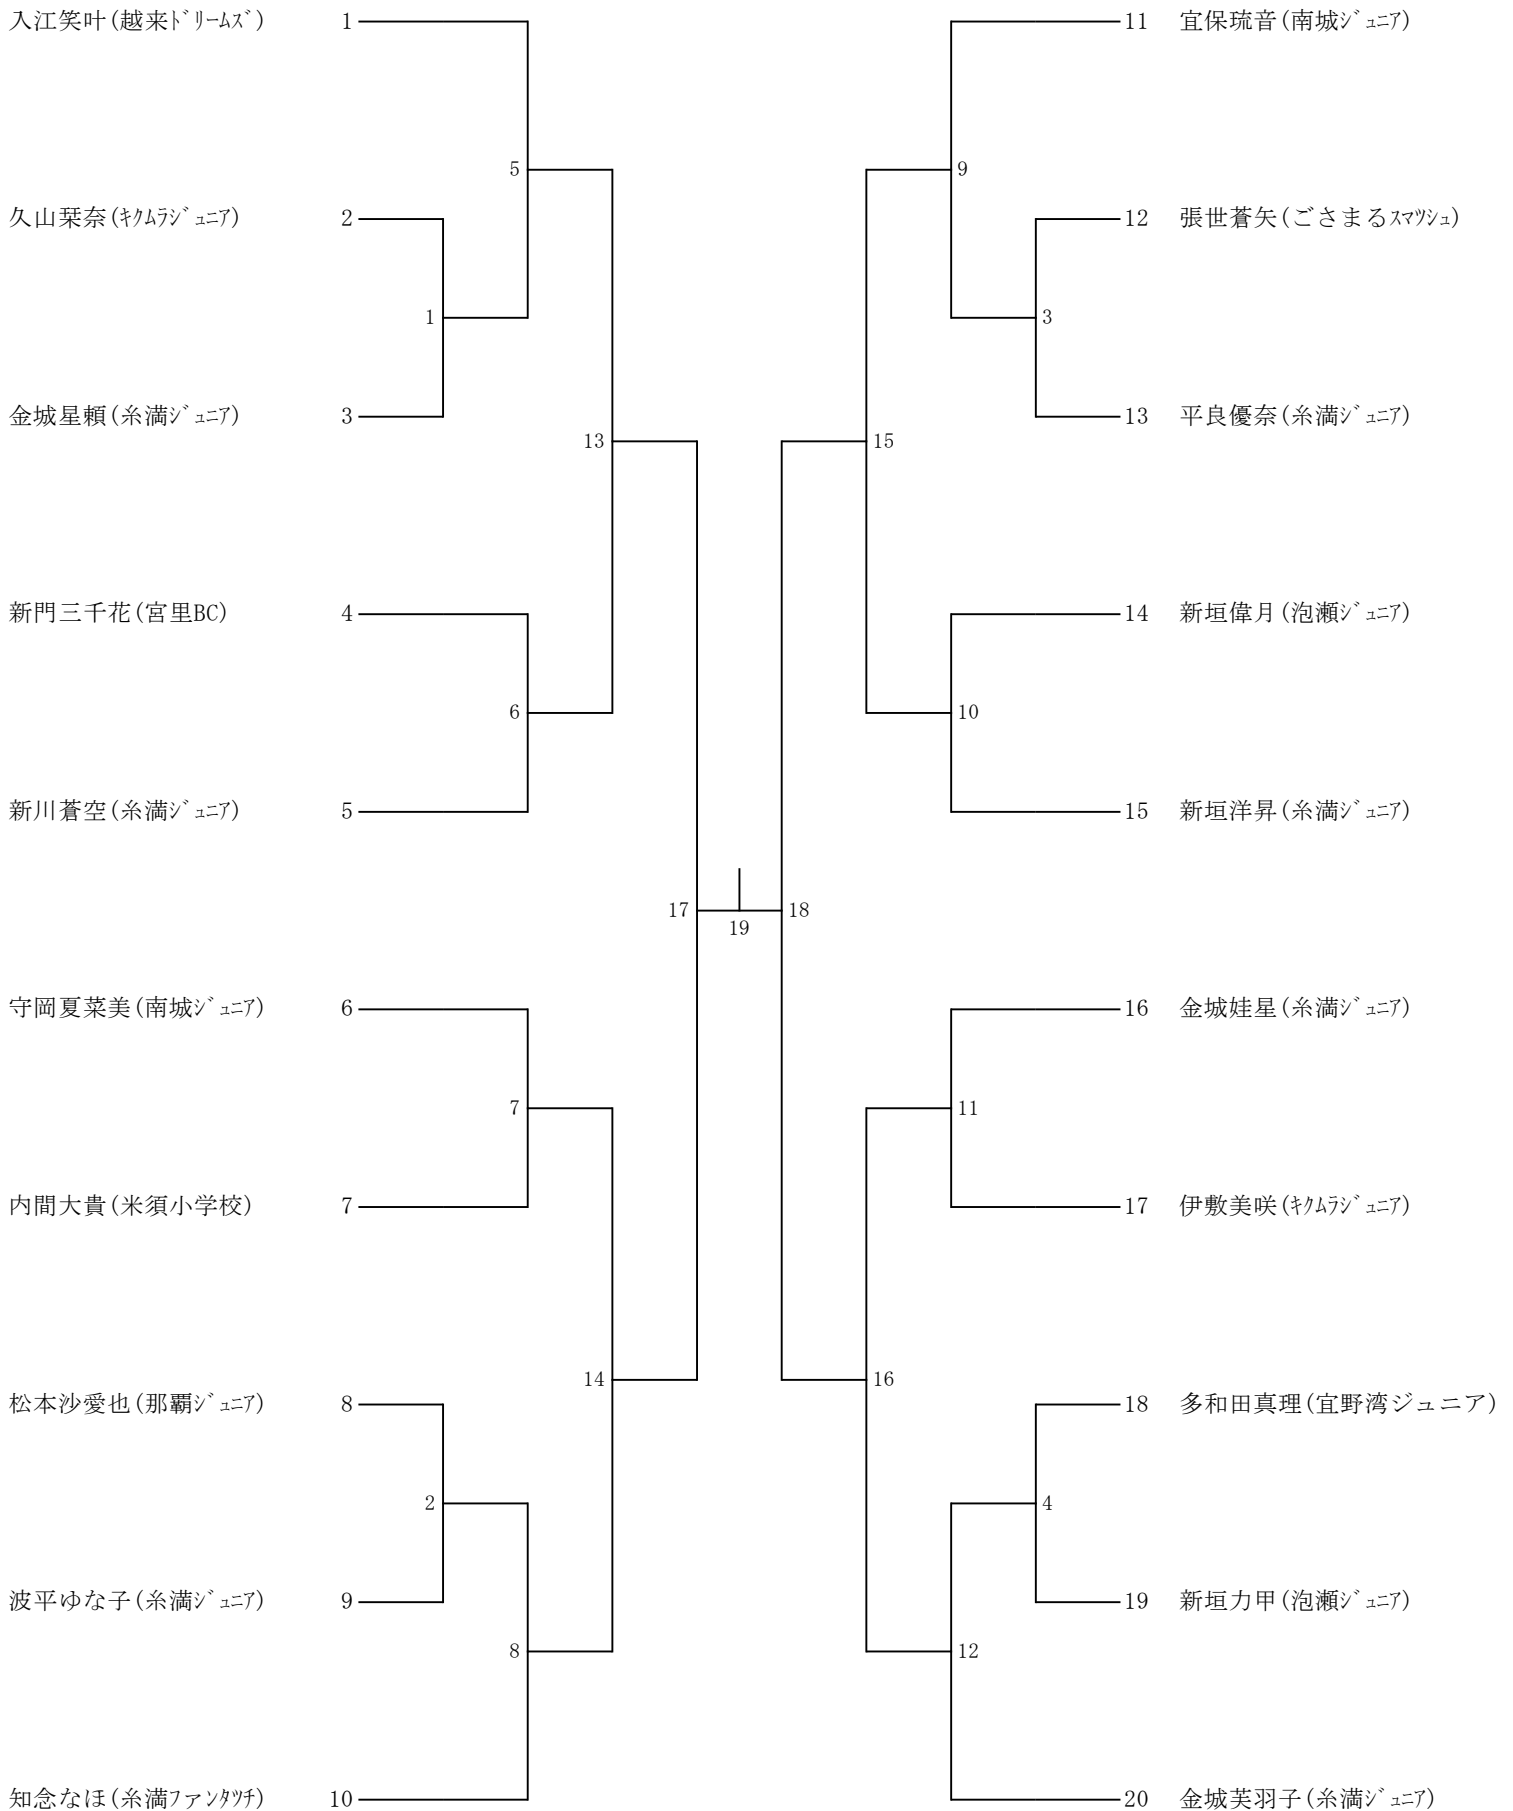 入江笑叶(越来ﾄﾞﾘｰﾑｽﾞ) 1
11 宜保琉音(南城ｼﾞｭﾆｱ)
5
9
久山栞奈(ｷｸﾑﾗｼﾞｭﾆｱ) 2
12 張世蒼矢(ごさまるｽﾏｯｼｭ)
1
3
金城星頼(糸満ｼﾞｭﾆｱ) 3
13 平良優奈(糸満ｼﾞｭﾆｱ)
13
15
新門三千花(宮里BC) 4
14 新垣偉月(泡瀬ｼﾞｭﾆｱ)
6
10
新川蒼空(糸満ｼﾞｭﾆｱ) 5
15 新垣洋昇(糸満ｼﾞｭﾆｱ)
17
18
19
守岡夏菜美(南城ｼﾞｭﾆｱ) 6
16 金城娃星(糸満ｼﾞｭﾆｱ)
7
11
内間大貴(米須小学校) 7
17 伊敷美咲(ｷｸﾑﾗｼﾞｭﾆｱ)
14
16
松本沙愛也(那覇ｼﾞｭﾆｱ) 8
18 多和田真理(宜野湾ジュニア)
2
4
波平ゆな子(糸満ｼﾞｭﾆｱ) 9
19 新垣力甲(泡瀬ｼﾞｭﾆｱ)
8
12
知念なほ(糸満ﾌｧﾝﾀｯﾁ) 10
20 金城芙羽子(糸満ｼﾞｭﾆｱ)